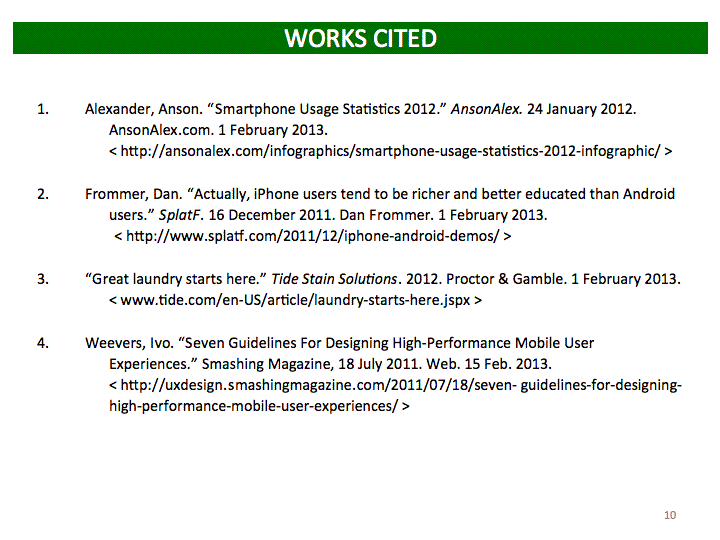 WORKS CITED
1. Alexander, Anson. “Smartphone Usage Statistics 2012.” AnsonAlex. 24 January 2012.
AnsonAlex.com. 1 February 2013.
< http://ansonalex.com/infographics/smartphone-usage-statistics-2012-infographic/ >
2. Frommer, Dan. “Actually, iPhone users tend to be richer and better educated than Android
users.” SplatF. 16 December 2011. Dan Frommer. 1 February 2013.
< http://www.splatf.com/2011/12/iphone-android-demos/ >
3. “Great laundry starts here.” Tide Stain Solutions. 2012. Proctor & Gamble. 1 February 2013.
< www.tide.com/en-US/article/laundry-starts-here.jspx >
4. Weevers, Ivo. “Seven Guidelines For Designing High-Performance Mobile User
Experiences.” Smashing Magazine, 18 July 2011. Web. 15 Feb. 2013.
< http://uxdesign.smashingmagazine.com/2011/07/18/seven- guidelines-for-designing-
high-performance-mobile-user-experiences/ >
10